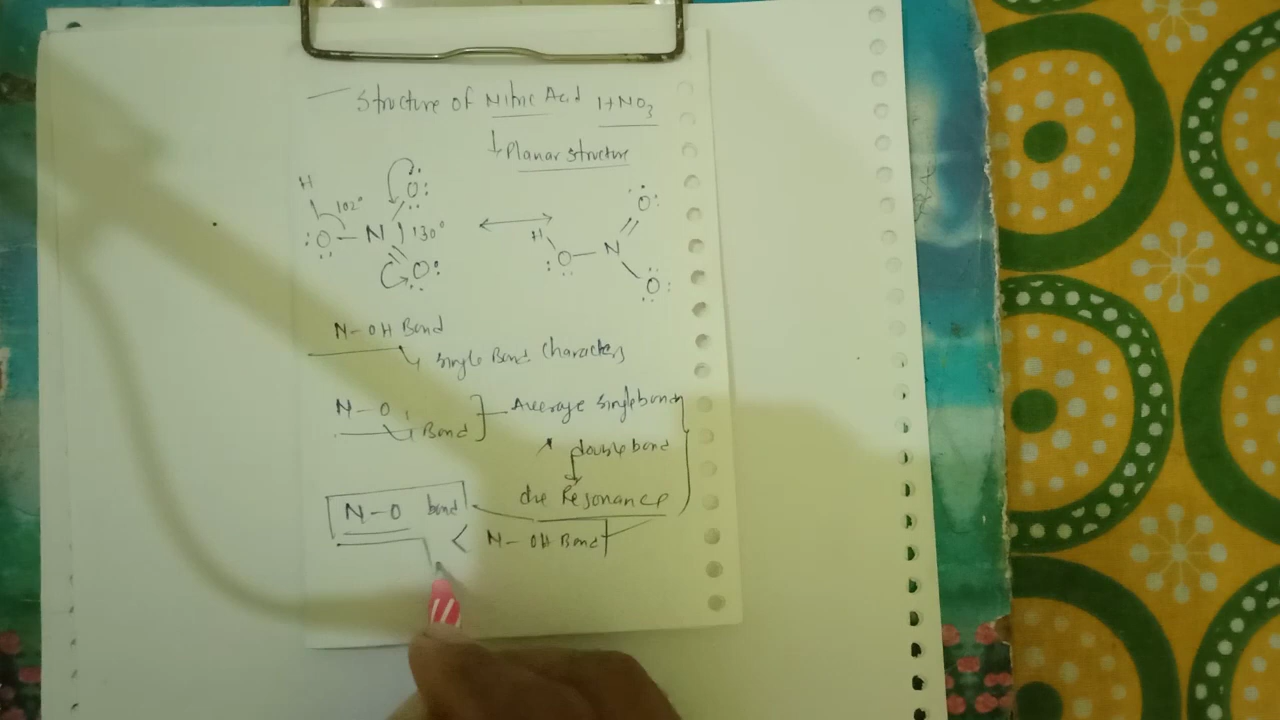 Structure of Nitric Acid HNO3
Planar structure
H
102°
:O: — N
130°
O:
O:
H
O — N
O:
O:
N-OH Bond
single Bond Characters
N-O
Bond
Average single bond
double bond
due Resonance
N-O bond
< N-OH Bond